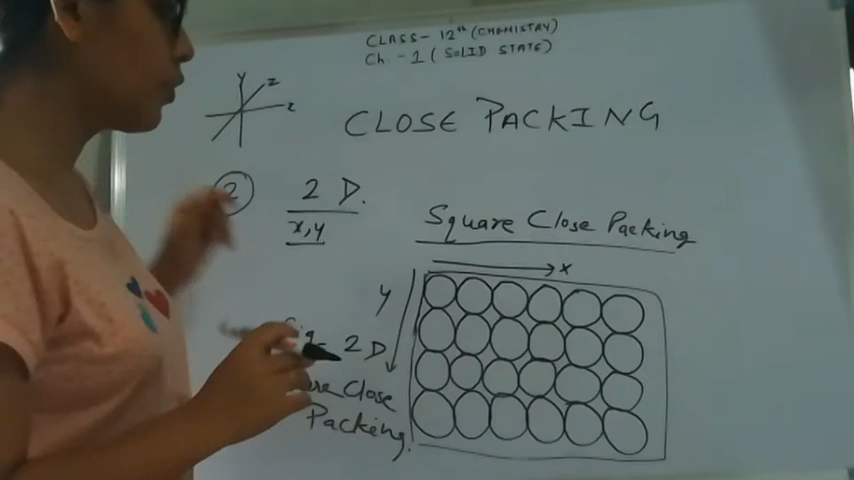 CLASS- 12th (CHEMISTRY)
Ch. - 1 ( SOLID STATE)
Y
z
x
CLOSE PACKING
2
2 D.
x,y
Square Close Packing
x
y
2 D
Close
Packing.